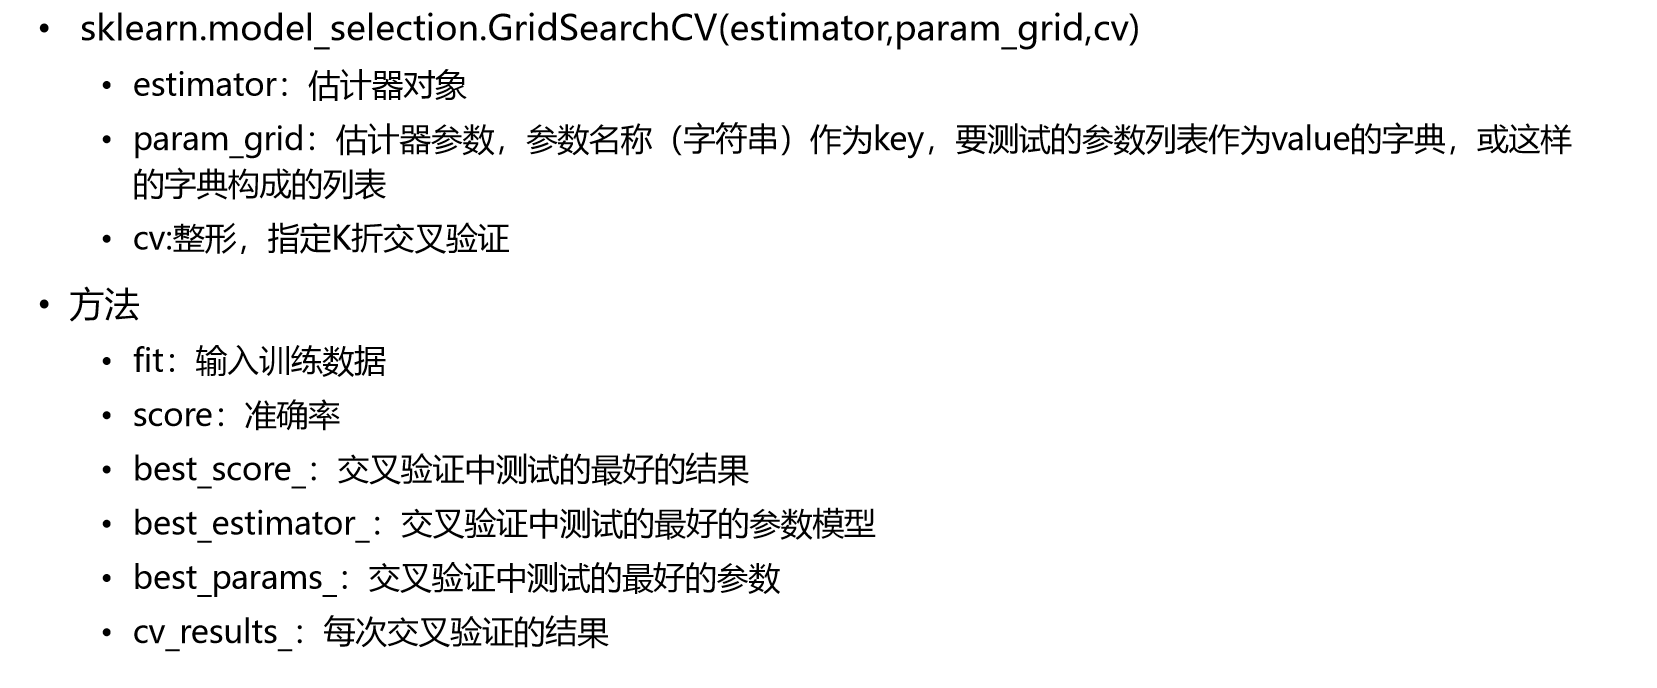 • sklearn.model_selection.GridSearchCV(estimator,param_grid,cv)
• estimator：估计器对象
• param_grid：估计器参数，参数名称（字符串）作为key，要测试的参数列表作为value的字典，或这样
的字典构成的列表
• cv:整形，指定K折交叉验证
• 方法
• fit：输入训练数据
• score：准确率
• best_score_：交叉验证中测试的最好的结果
• best_estimator_：交叉验证中测试的最好的参数模型
• best_params_：交叉验证中测试的最好的参数
• cv_results_：每次交叉验证的结果